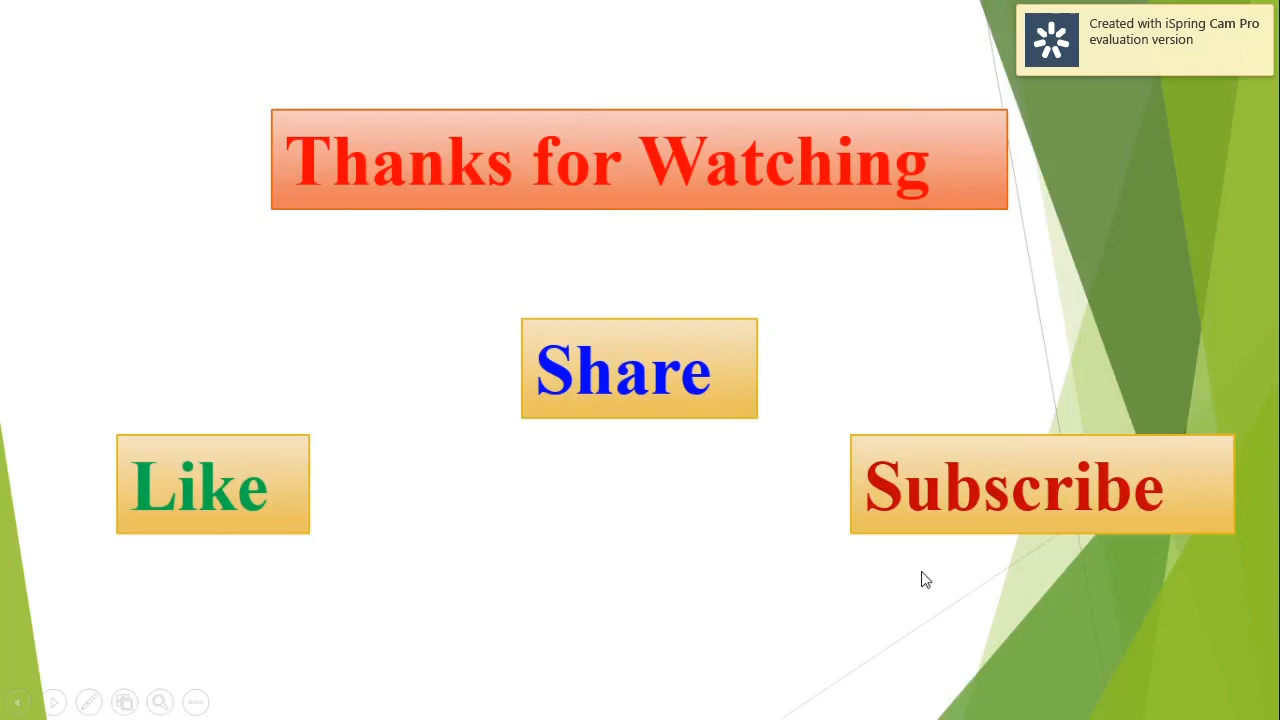 Created with iSpring Cam Pro
evaluation version
Thanks for Watching
Share
Like
Subscribe